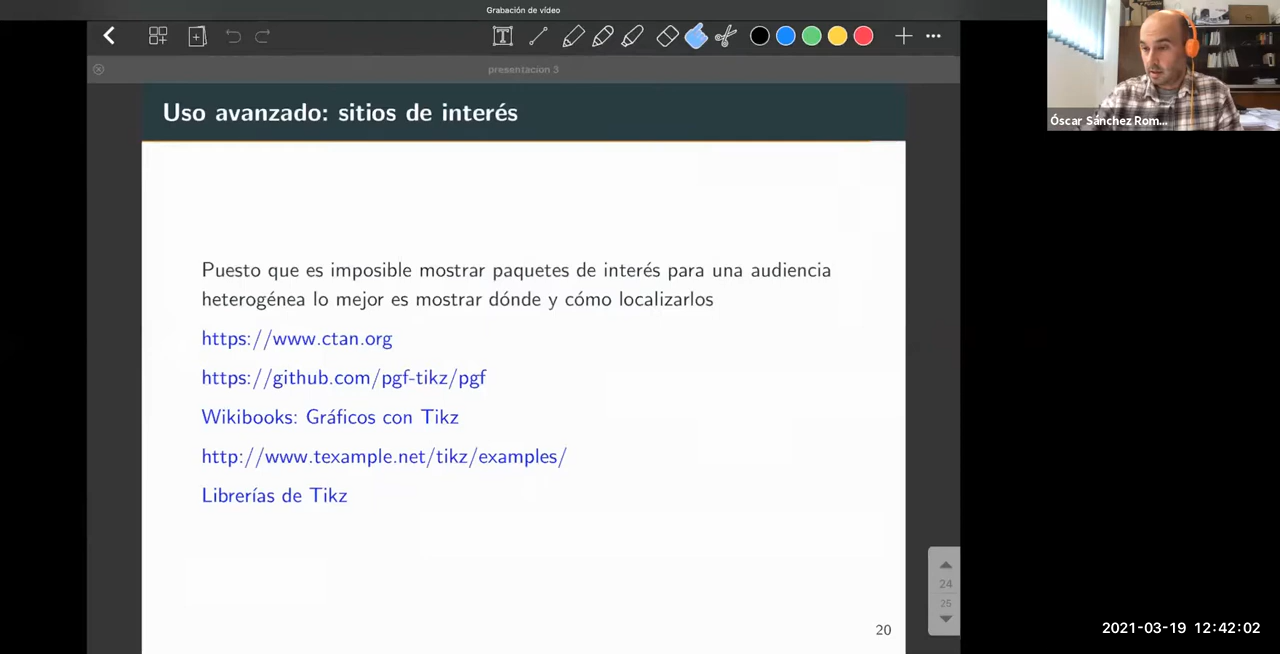 Grabación de vídeo
presentacion 3
Uso avanzado: sitios de interés
Puesto que es imposible mostrar paquetes de interés para una audiencia
heterogénea lo mejor es mostrar dónde y cómo localizarlos
https://www.ctan.org
https://github.com/pgf-tikz/pgf
Wikibooks: Gráficos con Tikz
http://www.texample.net/tikz/examples/
Librerías de Tikz
20
24
25
Óscar Sánchez Rom...
2021-03-19 12:42:02